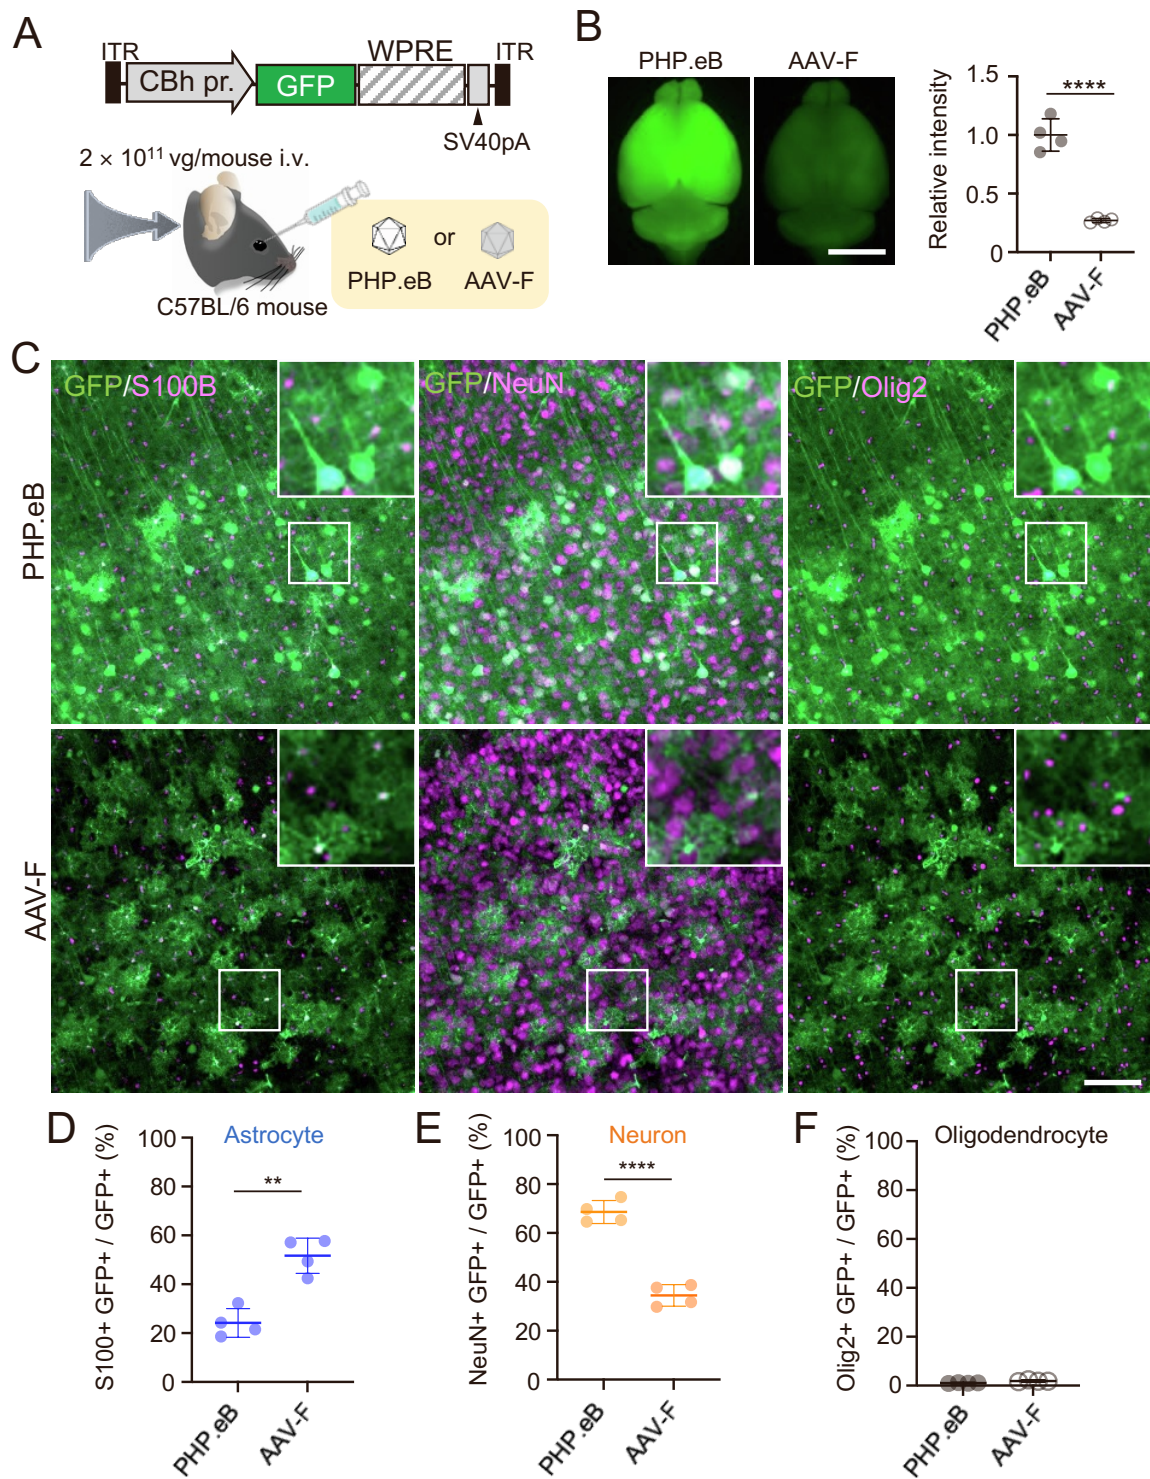 A
ITR
WPRE
ITR
CBh pr.
GFP
SV40pA
2 × 10¹¹ vg/mouse i.v.
or
PHP.eB
AAV-F
C57BL/6 mouse
B
PHP.eB
AAV-F
Relative intensity
1.5
1.0
0.5
0
****
PHP.eB
AAV-F
C
GFP/S100B
GFP/NeuN
GFP/Olig2
PHP.eB
AAV-F
D
Astrocyte
S100+ GFP+ / GFP+ (%)
100
80
60
40
20
0
**
PHP.eB
AAV-F
E
Neuron
NeuN+ GFP+ / GFP+ (%)
100
80
60
40
20
0
****
PHP.eB
AAV-F
F
Oligodendrocyte
Olig2+ GFP+ / GFP+ (%)
100
80
60
40
20
0
PHP.eB
AAV-F